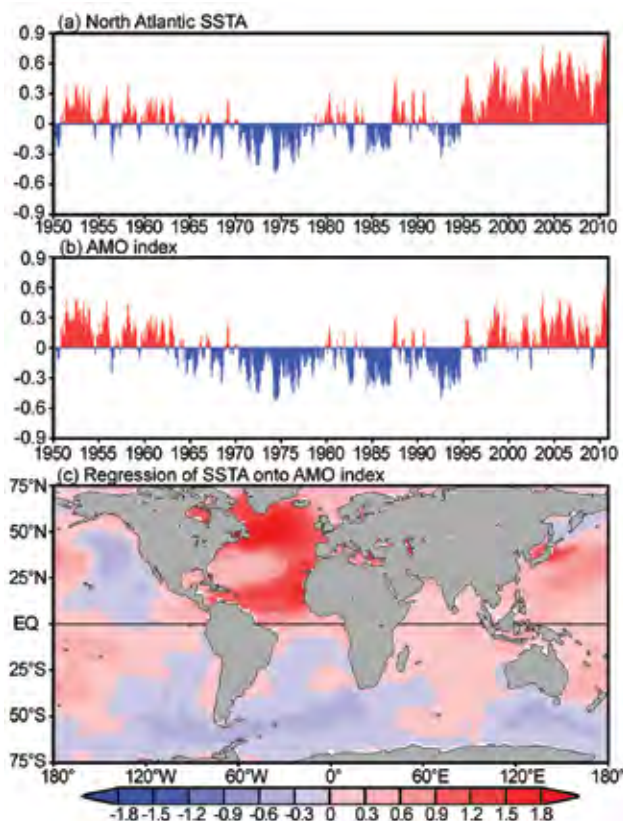 (a) North Atlantic SSTA
0.9
0.6
0.3
0
-0.3
-0.6
-0.9
1950 1955 1960 1965 1970 1975 1980 1985 1990 1995 2000 2005 2010
(b) AMO index
0.9
0.6
0.3
0
-0.3
-0.6
-0.9
1950 1955 1960 1965 1970 1975 1980 1985 1990 1995 2000 2005 2010
(c) Regression of SSTA onto AMO index
75°N
50°N
25°N
EQ
25°S
50°S
75°S
180° 120°W 60°W 0° 60°E 120°E 180°
-1.8 -1.5 -1.2 -0.9 -0.6 -0.3 0 0.3 0.6 0.9 1.2 1.5 1.8